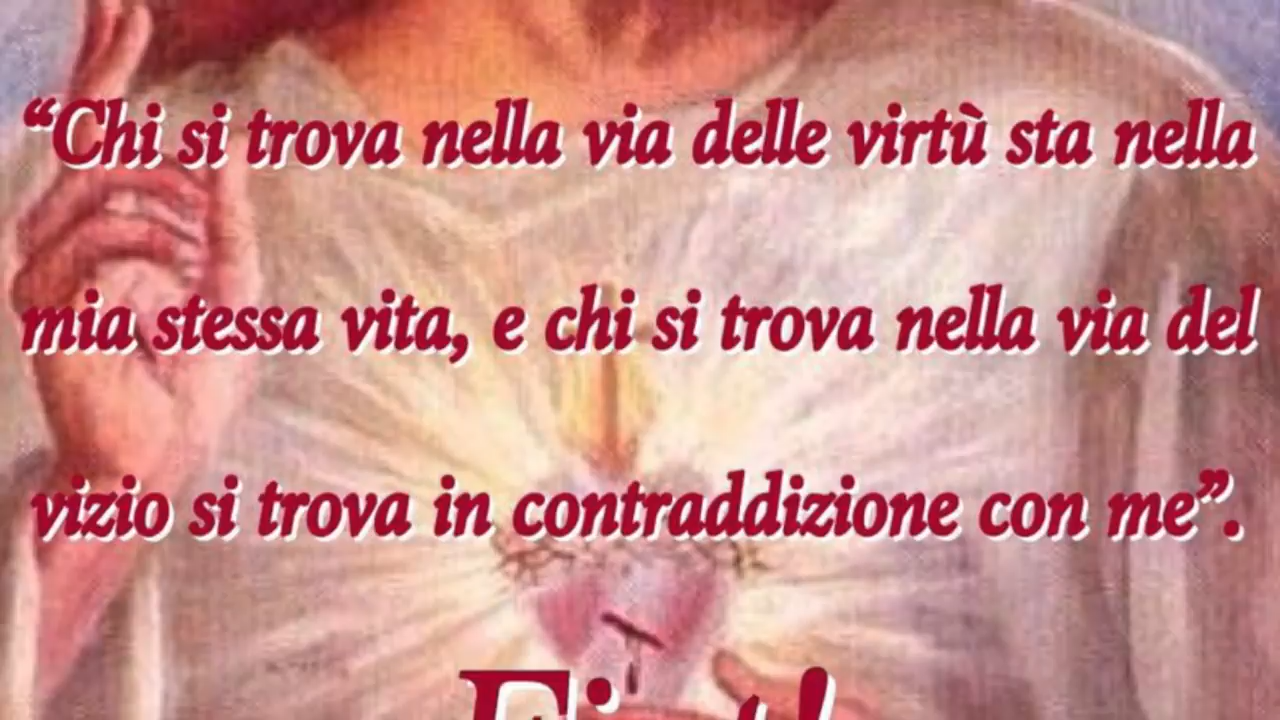 “Chi si trova nella via delle virtù sta nella
mia stessa vita, e chi si trova nella via del
vizio si trova in contraddizione con me”.
Fiat!